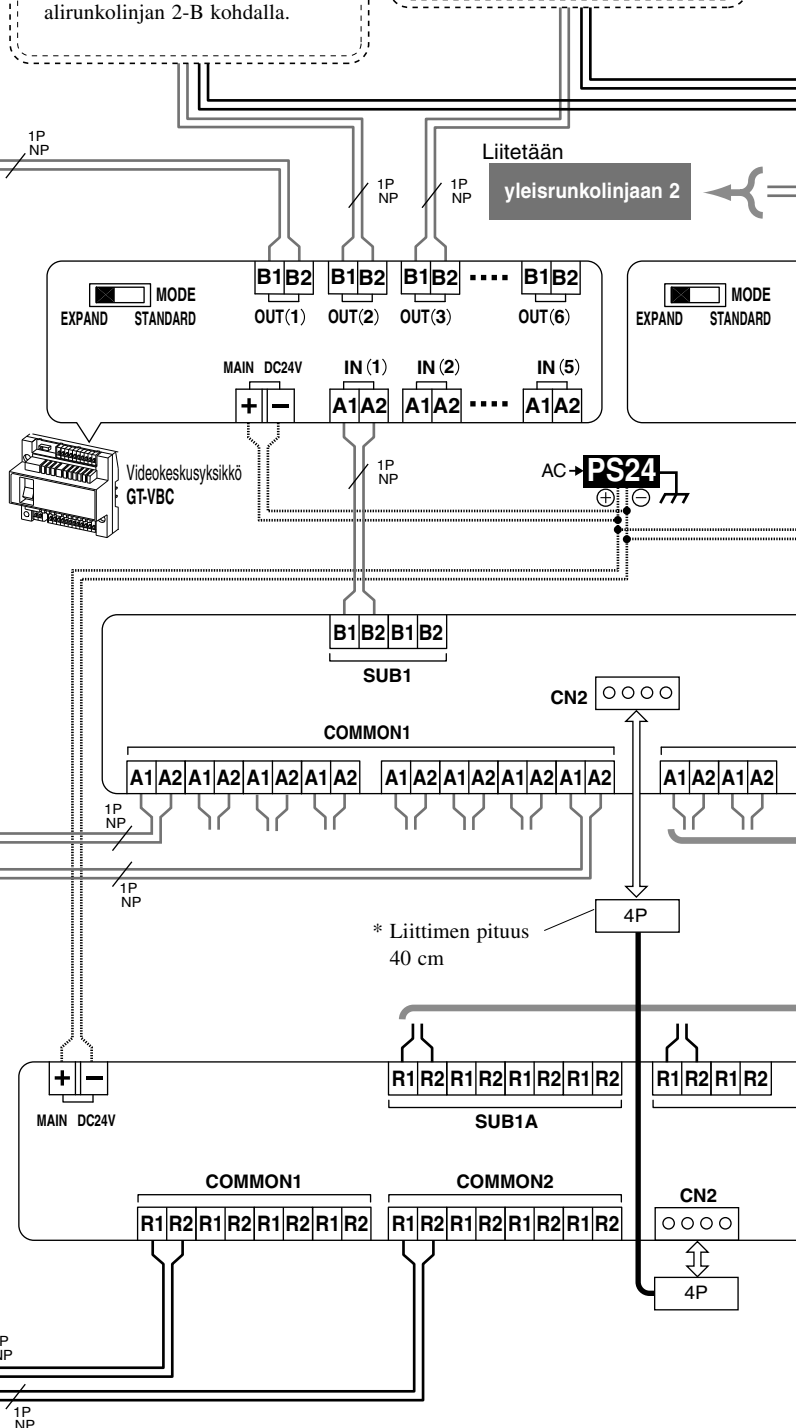 alirunkolinjan 2-B kohdalla.
1P
NP
1P
NP
1P
NP
Liitetään
yleisrunkolinjaan 2
B1 B2 B1 B2 B1 B2 B1 B2
MODE
EXPAND STANDARD
OUT(1) OUT(2) OUT(3) OUT(6)
MODE
EXPAND STANDARD
MAIN DC24V IN (1) IN (2) IN (5)
+ − A1 A2 A1 A2 A1 A2
Videokeskusyksikkö
GT-VBC
1P
NP
AC PS24
+ −
B1 B2 B1 B2
SUB1
CN2
COMMON1
A1 A2 A1 A2 A1 A2 A1 A2 A1 A2 A1 A2 A1 A2 A1 A2 A1 A2 A1 A2
1P
NP
1P
NP
4P
* Liittimen pituus
40 cm
+ − R1 R2 R1 R2 R1 R2 R1 R2 R1 R2 R1 R2
MAIN DC24V
SUB1A
COMMON1 COMMON2 CN2
R1 R2 R1 R2 R1 R2 R1 R2 R1 R2 R1 R2 R1 R2 R1 R2
4P
P
NP
1P
NP